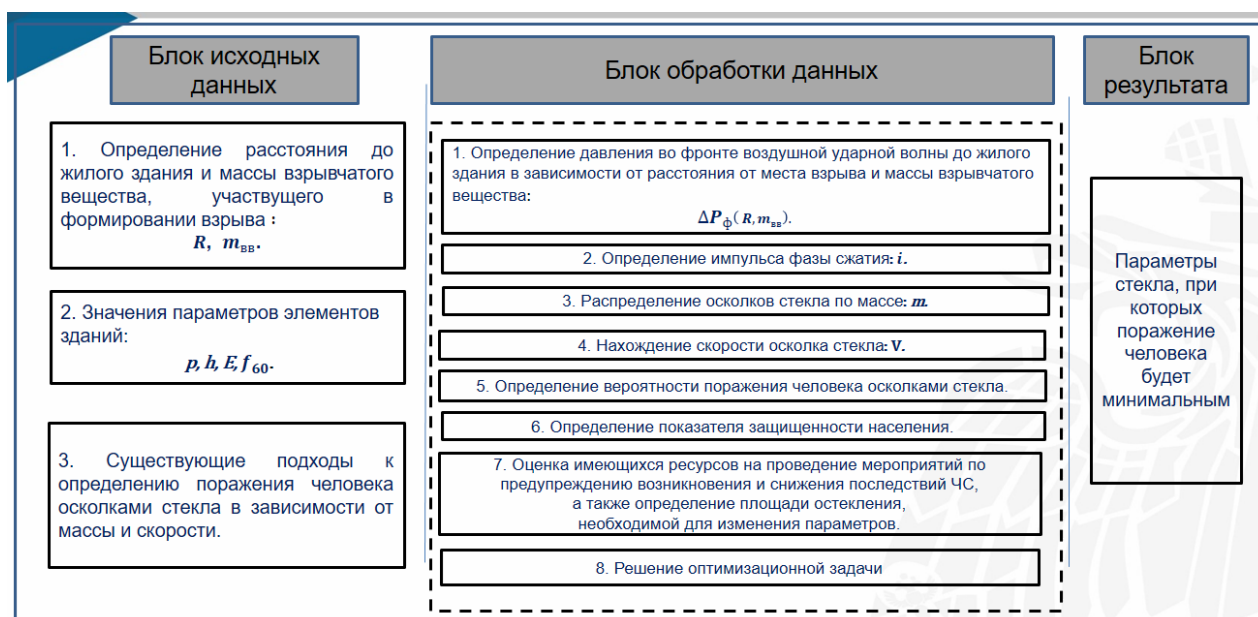 Блок исходных
данных
1. Определение расстояния до
жилого здания и массы взрывчатого
вещества, участвущего в
формировании взрыва :
R, mвв.
2. Значения параметров элементов
зданий:
p, h, E, f60.
3. Существующие подходы к
определению поражения человека
осколками стекла в зависимости от
массы и скорости.
Блок обработки данных
1. Определение давления во фронте воздушной ударной волны до жилого
здания в зависимости от расстояния от места взрыва и массы взрывчатого
вещества:
ΔPф( R, mвв).
2. Определение импульса фазы сжатия: i.
3. Распределение осколков стекла по массе: m.
4. Нахождение скорости осколка стекла: V.
5. Определение вероятности поражения человека осколками стекла.
6. Определение показателя защищенности населения.
7. Оценка имеющихся ресурсов на проведение мероприятий по
предупреждению возникновения и снижения последствий ЧС,
а также определение площади остекления,
необходимой для изменения параметров.
8. Решение оптимизационной задачи
Блок
результата
Параметры
стекла, при
которых
поражение
человека
будет
минимальным